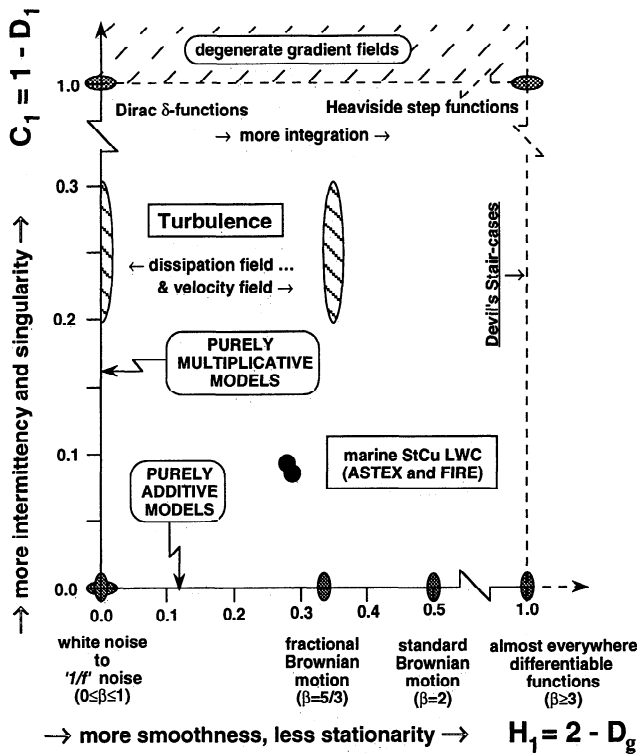 degenerate gradient fields
1.0
Dirac δ-functions
Heaviside step functions
→ more integration →
C₁ = 1 - D₁
0.3
Turbulence
← dissipation field ...
& velocity field →
Devil's Stair-cases
0.2
PURELY
MULTIPLICATIVE
MODELS
→ more intermittency and singularity →
0.1
marine StCu LWC
(ASTEX and FIRE)
PURELY
ADDITIVE
MODELS
0.0
0.0 0.1 0.2 0.3 0.4 0.5 1.0
white noise
to
'1/f' noise
(0≤β≤1)
fractional
Brownian
motion
(β=5/3)
standard
Brownian
motion
(β=2)
almost everywhere
differentiable
functions
(β≥3)
→ more smoothness, less stationarity →
H₁ = 2 - D_g